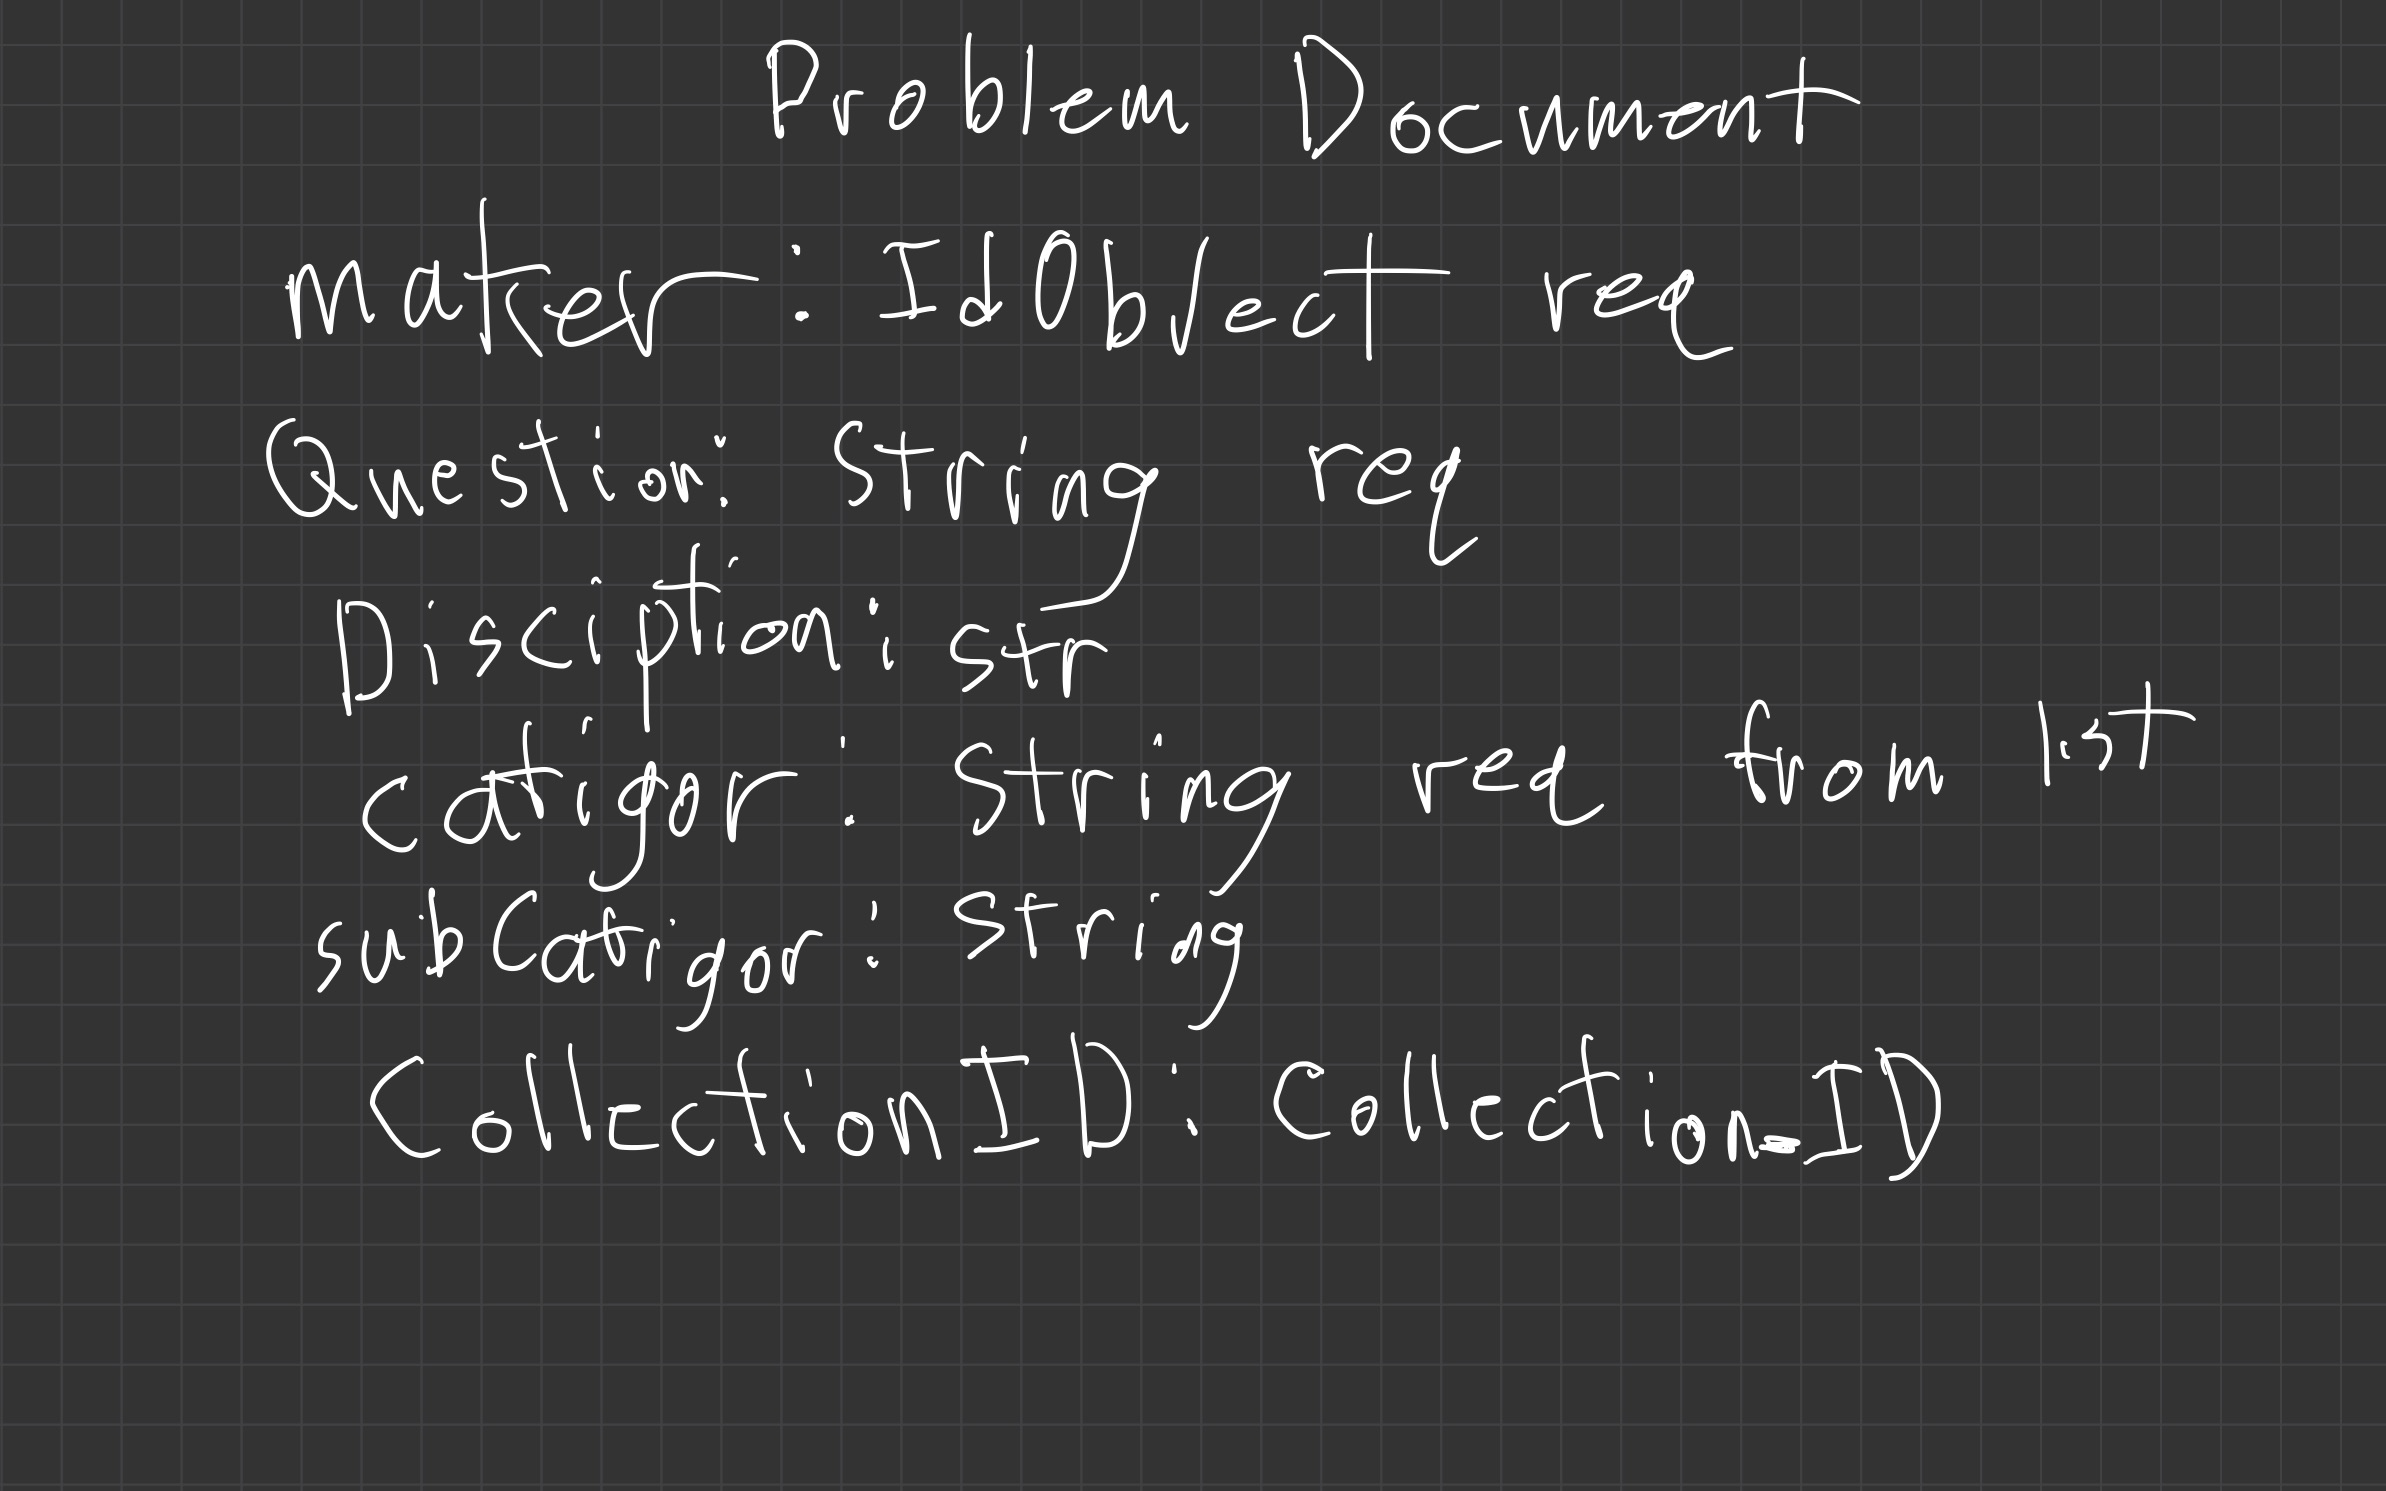 Problem Document
maker : IdObject req
Question: String req
Disciption: str
catigor: String req from list
subCatigor: String
CollectionID: Collection_ID